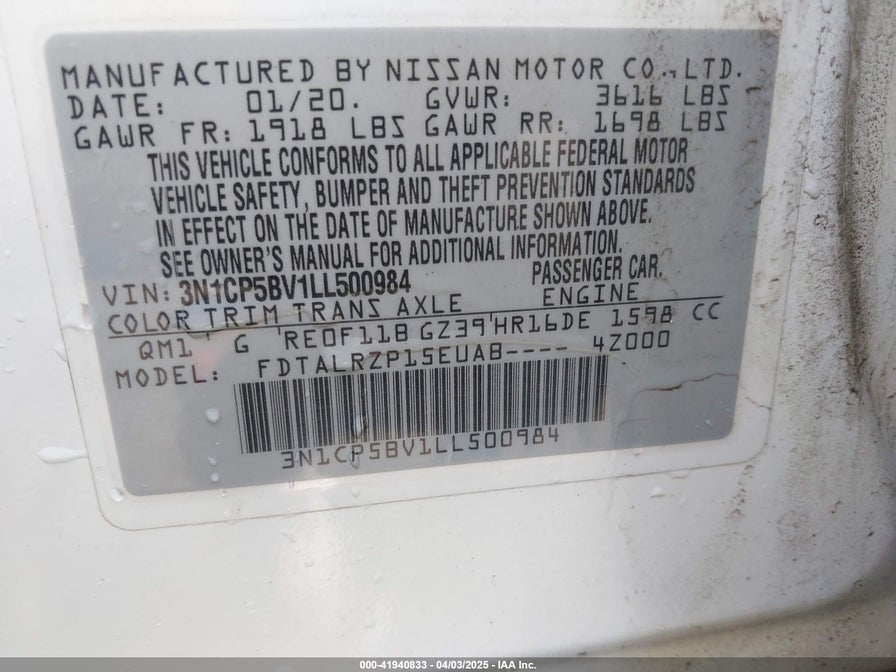 MANUFACTURED BY NISSAN MOTOR CO., LTD.
DATE: 01/20. GVWR: 3616 LBS
GAWR FR: 1918 LBS GAWR RR: 1698 LBS
THIS VEHICLE CONFORMS TO ALL APPLICABLE FEDERAL MOTOR
VEHICLE SAFETY, BUMPER AND THEFT PREVENTION STANDARDS
IN EFFECT ON THE DATE OF MANUFACTURE SHOWN ABOVE.
SEE OWNER'S MANUAL FOR ADDITIONAL INFORMATION.
VIN: 3N1CP5BV1LL500984 PASSENGER CAR.
COLOR TRIM TRANS AXLE ENGINE
QM1 G RE0F11B GZ39 HR16DE 1598 CC
MODEL: FDTALRZP15EUAB---- 4Z000
3N1CP5BV1LL500984
000-41940833 - 04/03/2025 - IAA Inc.